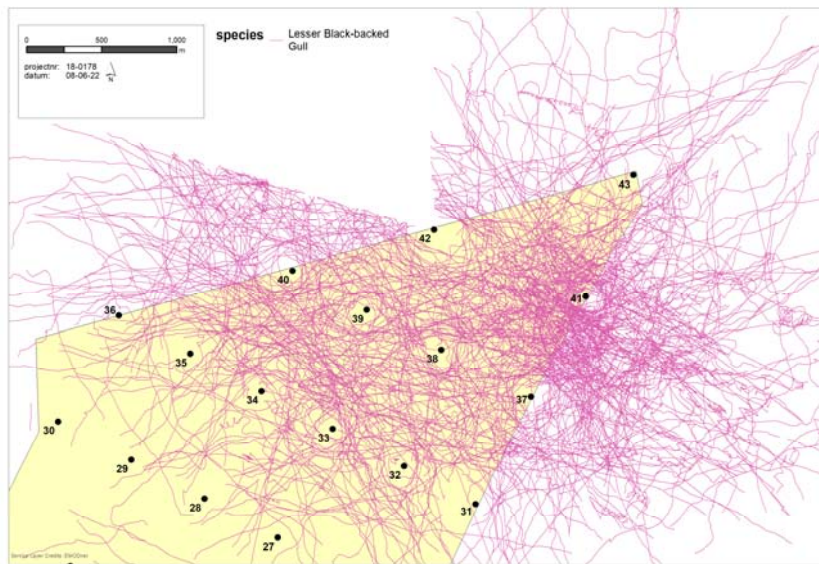 0 500 1,000
m
projectnr: 18-0178
datum: 08-06-22
N
species Lesser Black-backed
Gull
43
42
41
40
36
39
38
35
34
37
33
30
29
32
28
31
27